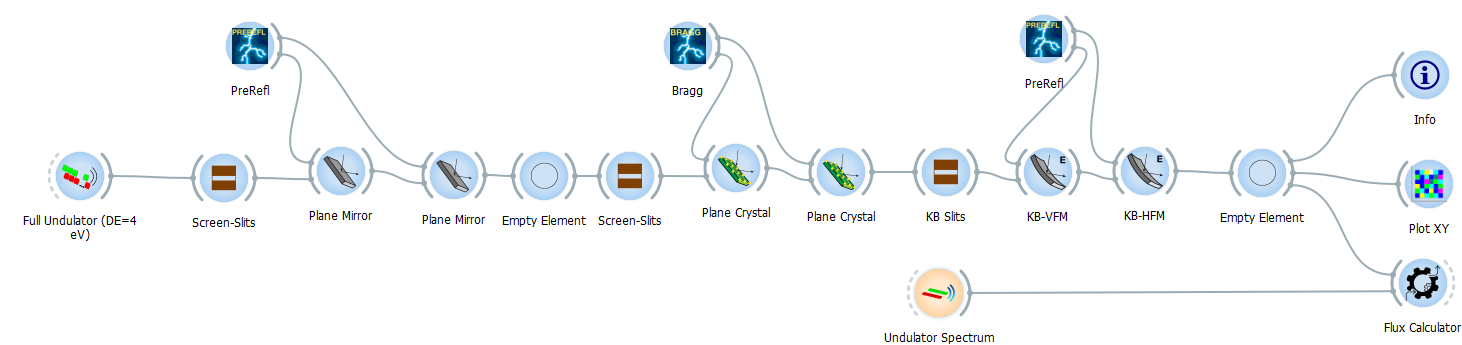 PREREFL
PreRefl
BRAGG
Bragg
PREREFL
PreRefl
i
Info
Full Undulator (DE=4
eV)
Screen-Slits
Plane Mirror
Plane Mirror
Empty Element
Screen-Slits
Plane Crystal
Plane Crystal
KB Slits
E
KB-VFM
E
KB-HFM
Empty Element
Plot XY
Undulator Spectrum
Flux Calculator